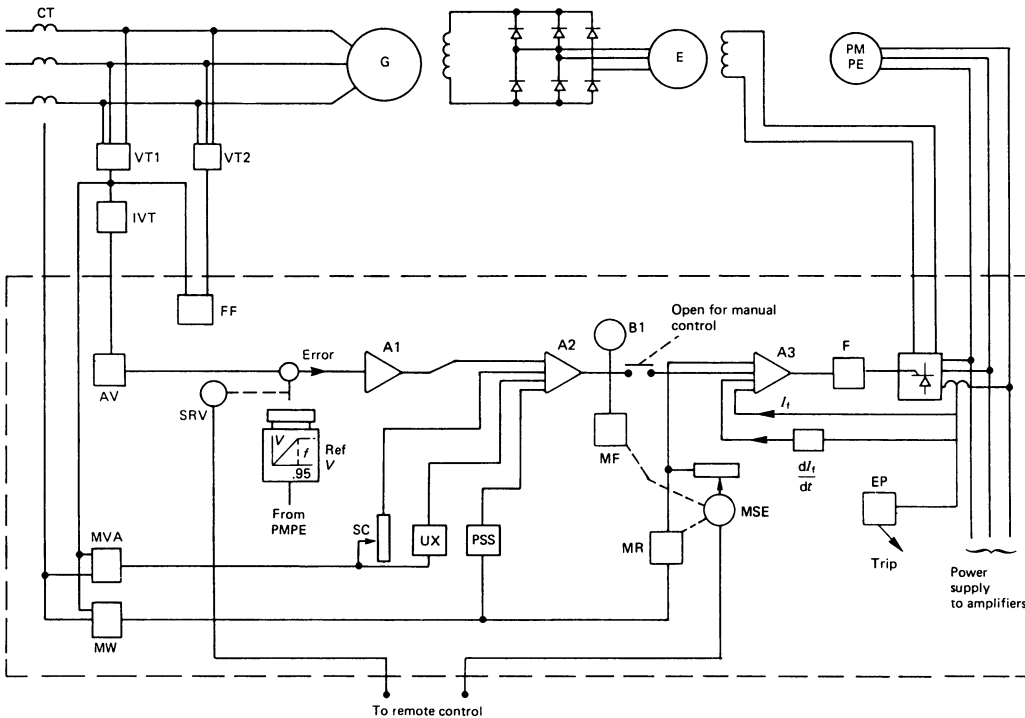 CT
G
E
PM
PE
VT1
VT2
IVT
FF
Open for manual
control
B1
Error
A1
A2
A3
F
AV
SRV
I_f
V
f
.95
Ref
V
MF
dI_f
dt
From
PMPE
SC
UX
PSS
MSE
EP
MR
Trip
MVA
MW
Power
supply
to amplifiers
To remote control